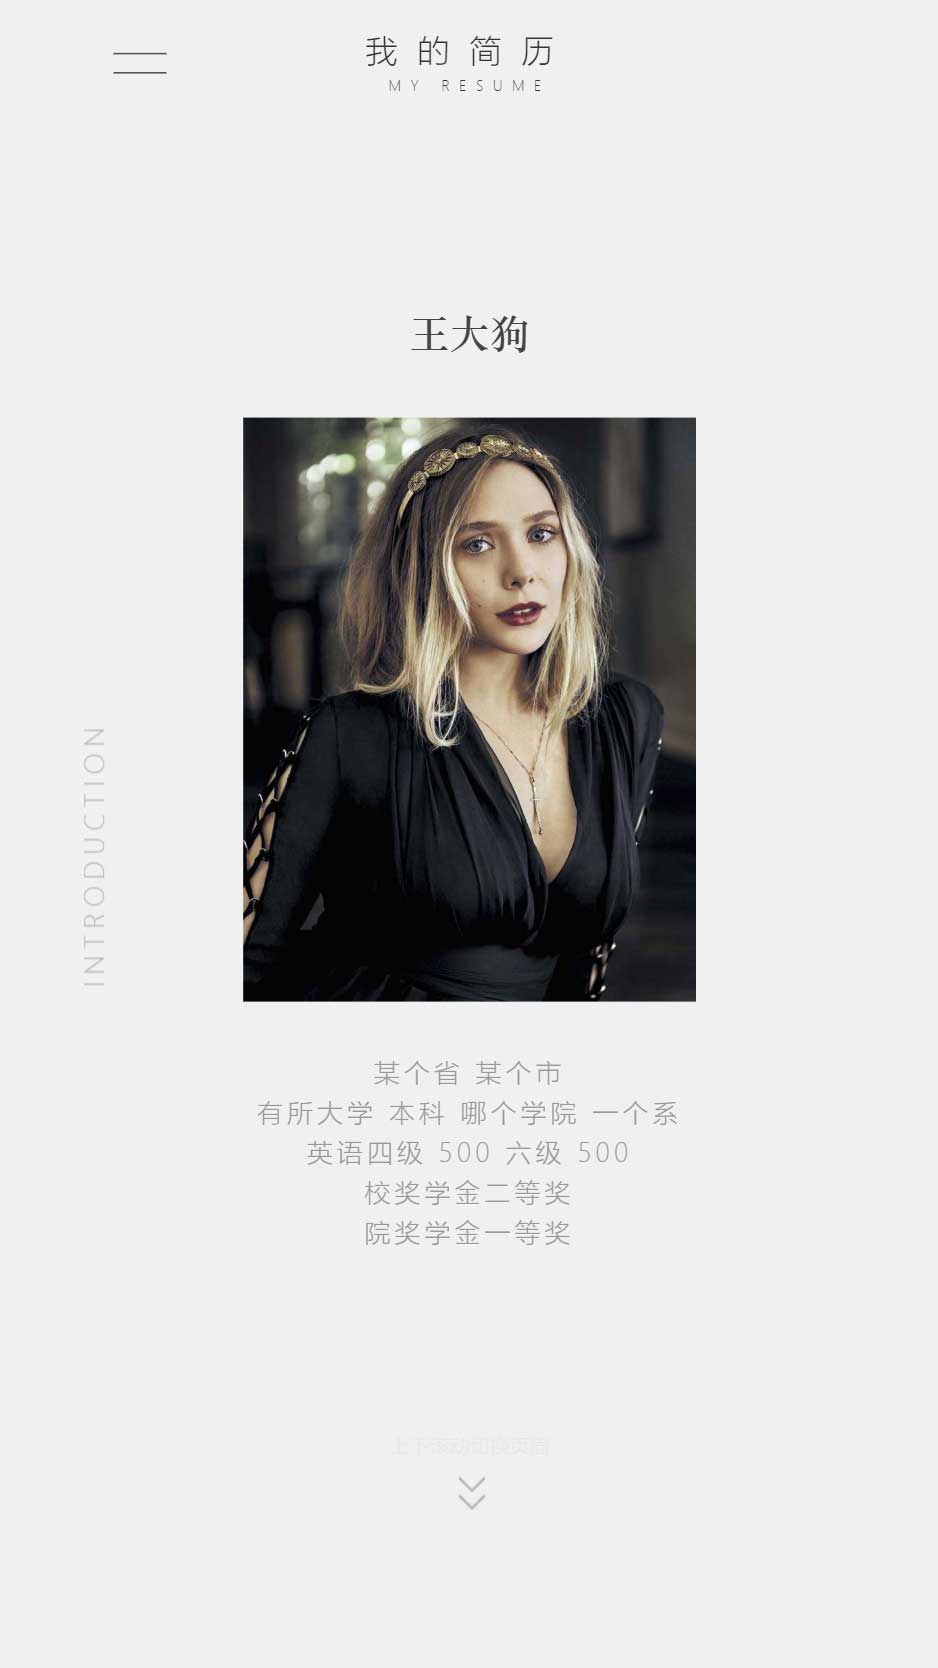 我的简历
MY RESUME
王大狗
INTRODUCTION
某个省 某个市
有所大学 本科 哪个学院 一个系
英语四级 500 六级 500
校奖学金二等奖
院奖学金一等奖
上下滚动切换页面